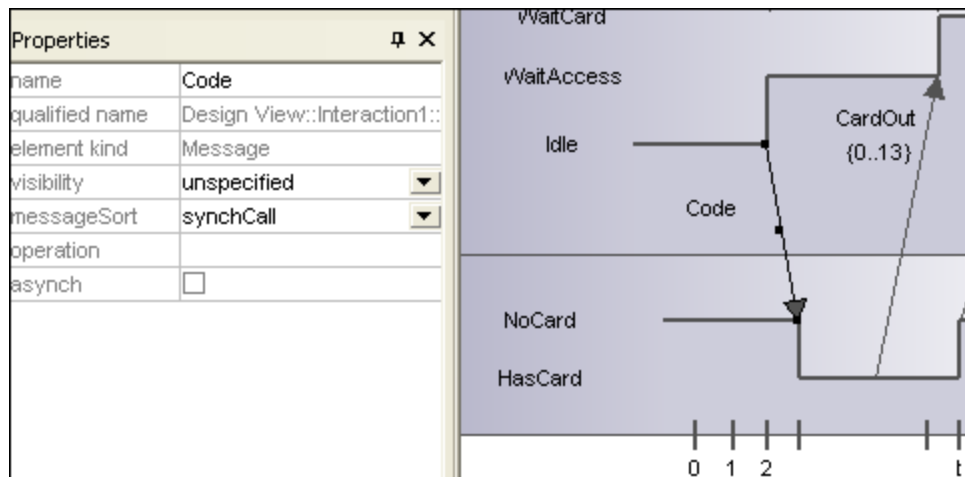 Properties
name Code
qualified name Design View::Interaction1::
element kind Message
visibility unspecified
messageSort synchCall
operation
asynch
WaitCard
WaitAccess
CardOut
{0..13}
Idle
Code
NoCard
HasCard
0 1 2 t